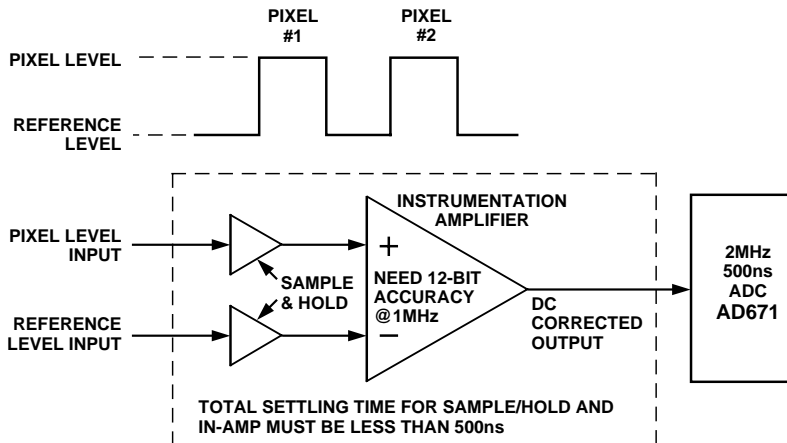 PIXEL
#1
PIXEL
#2
PIXEL LEVEL
REFERENCE
LEVEL
INSTRUMENTATION
AMPLIFIER
PIXEL LEVEL
INPUT
+
SAMPLE
& HOLD
NEED 12-BIT
ACCURACY
@1MHz
−
REFERENCE
LEVEL INPUT
DC
CORRECTED
OUTPUT
2MHz
500ns
ADC
AD671
TOTAL SETTLING TIME FOR SAMPLE/HOLD AND
IN-AMP MUST BE LESS THAN 500ns